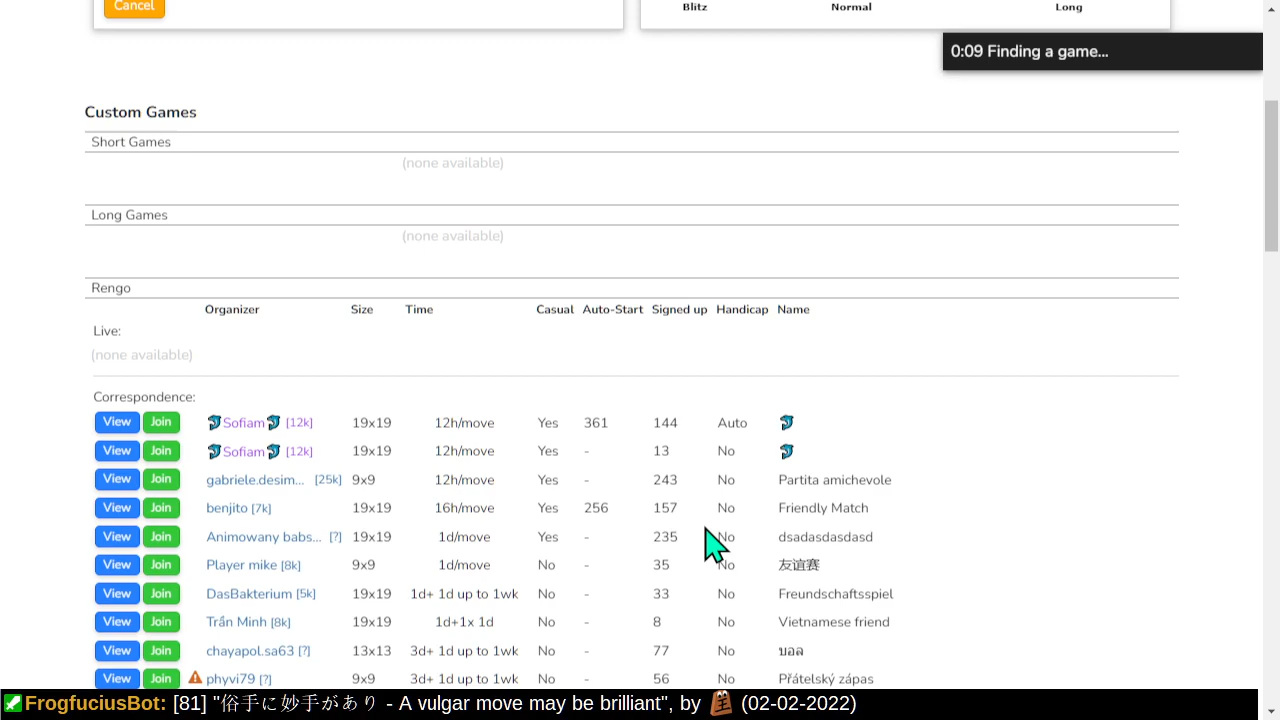 Cancel
Blitz Normal Long
0:09 Finding a game...
Custom Games
Short Games
(none available)
Long Games
(none available)
Rengo
Organizer Size Time Casual Auto-Start Signed up Handicap Name
Live:
(none available)
Correspondence:
View Join Sofiam [12k] 19x19 12h/move Yes 361 144 Auto
View Join Sofiam [12k] 19x19 12h/move Yes - 13 No
View Join gabriele.desim... [25k] 9x9 12h/move Yes - 243 No Partita amichevole
View Join benjito [7k] 19x19 16h/move Yes 256 157 No Friendly Match
View Join Animowany babs... [?] 19x19 1d/move Yes - 235 No dsadasdasdasd
View Join Player mike [8k] 9x9 1d/move No - 35 No 友谊赛
View Join DasBakterium [5k] 19x19 1d+ 1d up to 1wk No - 33 No Freundschaftsspiel
View Join Trần Minh [8k] 19x19 1d+1x 1d No - 8 No Vietnamese friend
View Join chayapol.sa63 [?] 13x13 3d+ 1d up to 1wk No - 77 No บอล
View Join phyvi79 [?] 9x9 3d+ 1d up to 1wk No - 56 No Přátelský zápas
FrogfuciusBot: [81] "俗手に妙手があり - A vulgar move may be brilliant", by (02-02-2022)